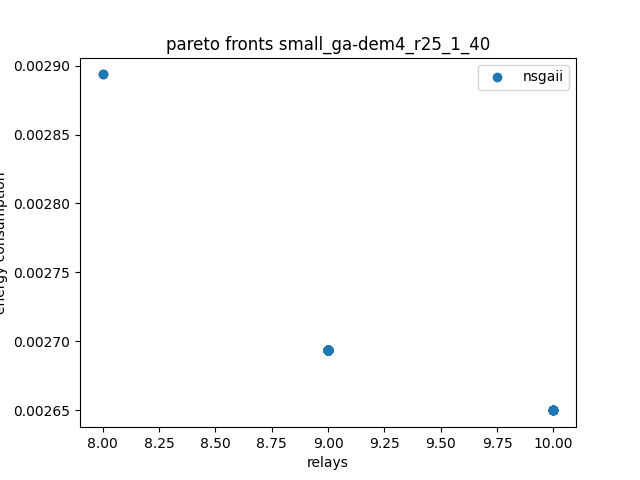 pareto fronts small_ga-dem4_r25_1_40
nsgaii
0.00290
0.00285
0.00280
0.00275
0.00270
0.00265
energy consumption
8.00 8.25 8.50 8.75 9.00 9.25 9.50 9.75 10.00
relays